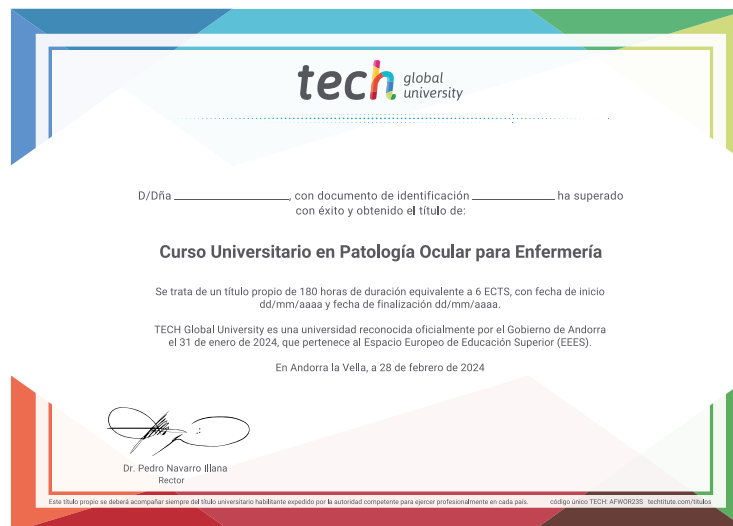 tech global
university
D/Dña ____________, con documento de identificación ____________ ha superado
con éxito y obtenido el título de:
Curso Universitario en Patología Ocular para Enfermería
Se trata de un título propio de 180 horas de duración equivalente a 6 ECTS, con fecha de inicio
dd/mm/aaaa y fecha de finalización dd/mm/aaaa.
TECH Global University es una universidad reconocida oficialmente por el Gobierno de Andorra
el 31 de enero de 2024, que pertenece al Espacio Europeo de Educación Superior (EEES).
En Andorra la Vella, a 28 de febrero de 2024
Dr. Pedro Navarro Illana
Rector
Este título propio se deberá acompañar siempre del título universitario habilitante expedido por la autoridad competente para ejercer profesionalmente en cada país. código único TECH: AFWOR23S techtitute.com/titulos